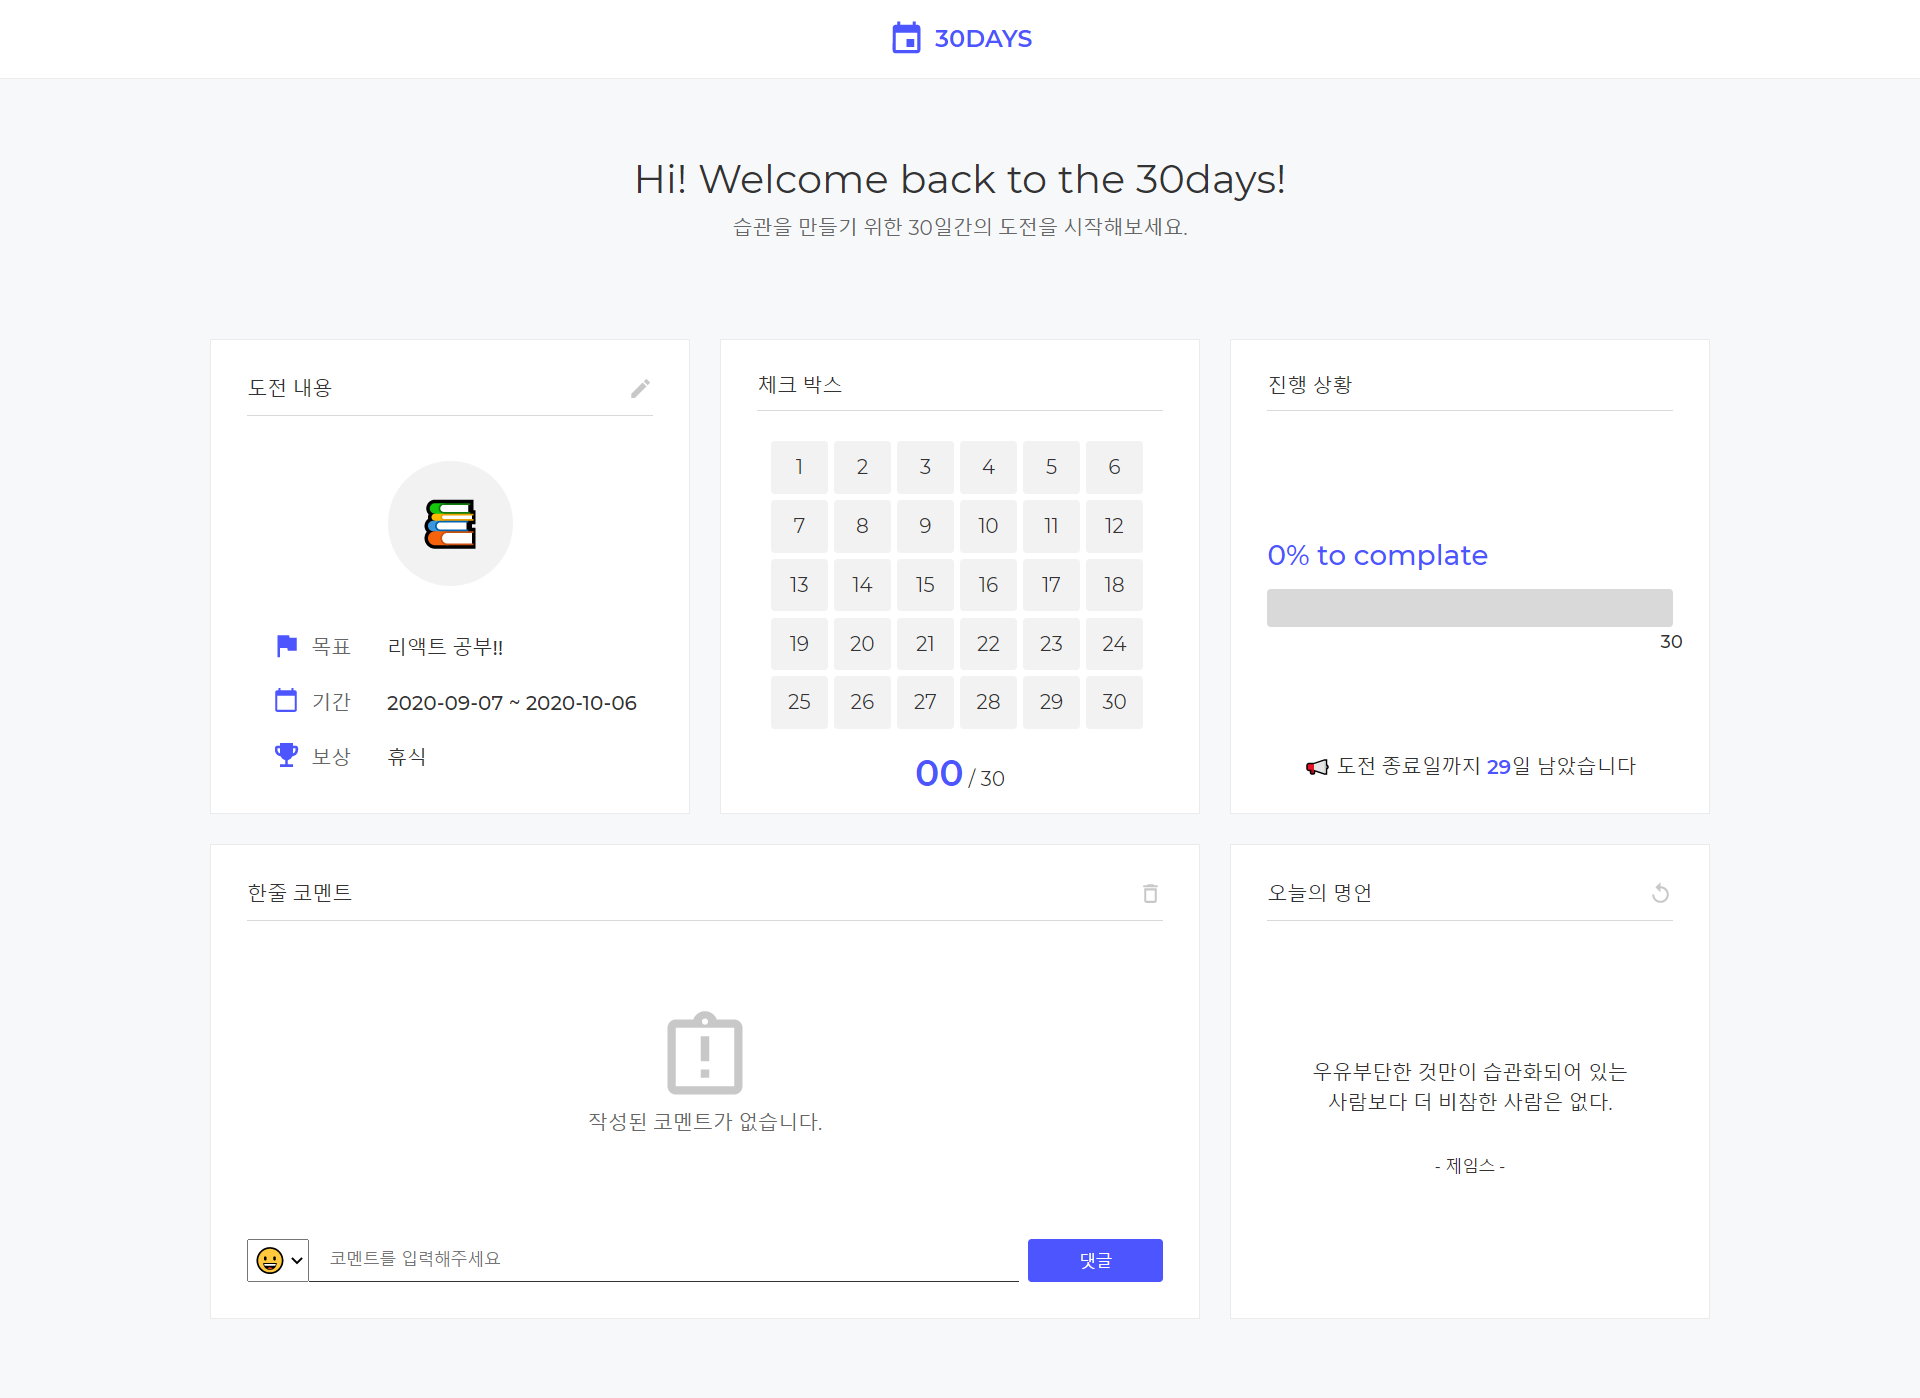 30DAYS
Hi! Welcome back to the 30days!
습관을 만들기 위한 30일간의 도전을 시작해보세요.
도전 내용
목표 리액트 공부!!
기간 2020-09-07 ~ 2020-10-06
보상 휴식
체크 박스
1 2 3 4 5 6
7 8 9 10 11 12
13 14 15 16 17 18
19 20 21 22 23 24
25 26 27 28 29 30
00 / 30
진행 상황
0% to complate
30
도전 종료일까지 29일 남았습니다
한줄 코멘트
작성된 코멘트가 없습니다.
코멘트를 입력해주세요
댓글
오늘의 명언
우유부단한 것만이 습관화되어 있는
사람보다 더 비참한 사람은 없다.
- 제임스 -